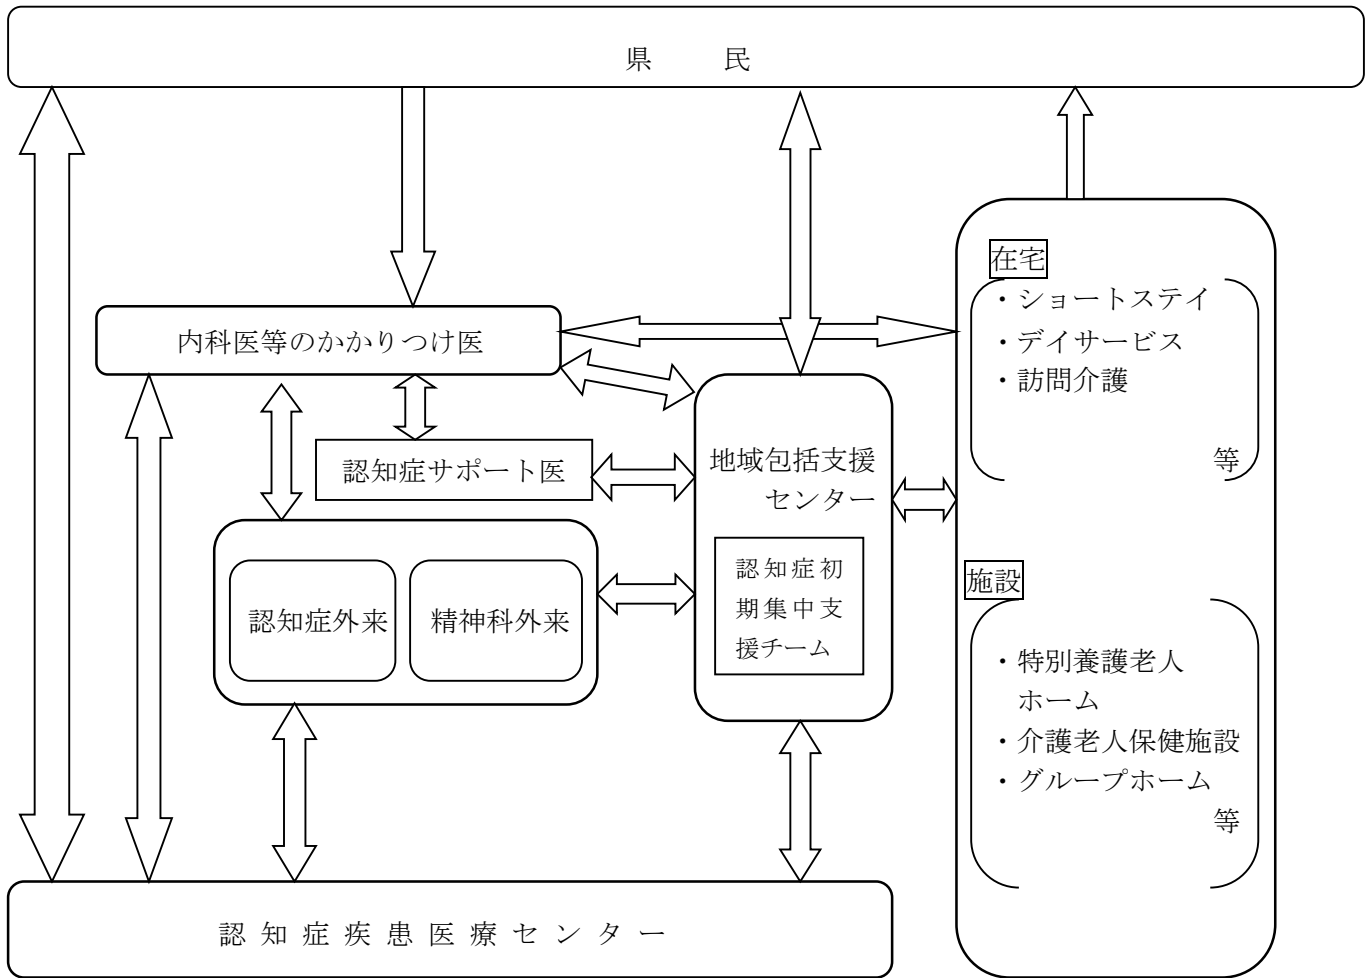 県　民
内科医等のかかりつけ医
認知症サポート医
認知症外来
精神科外来
地域包括支援
センター
認知症初
期集中支
援チーム
在宅
・ショートステイ
・デイサービス
・訪問介護
等
施設
・特別養護老人
ホーム
・介護老人保健施設
・グループホーム
等
認知症疾患医療センター